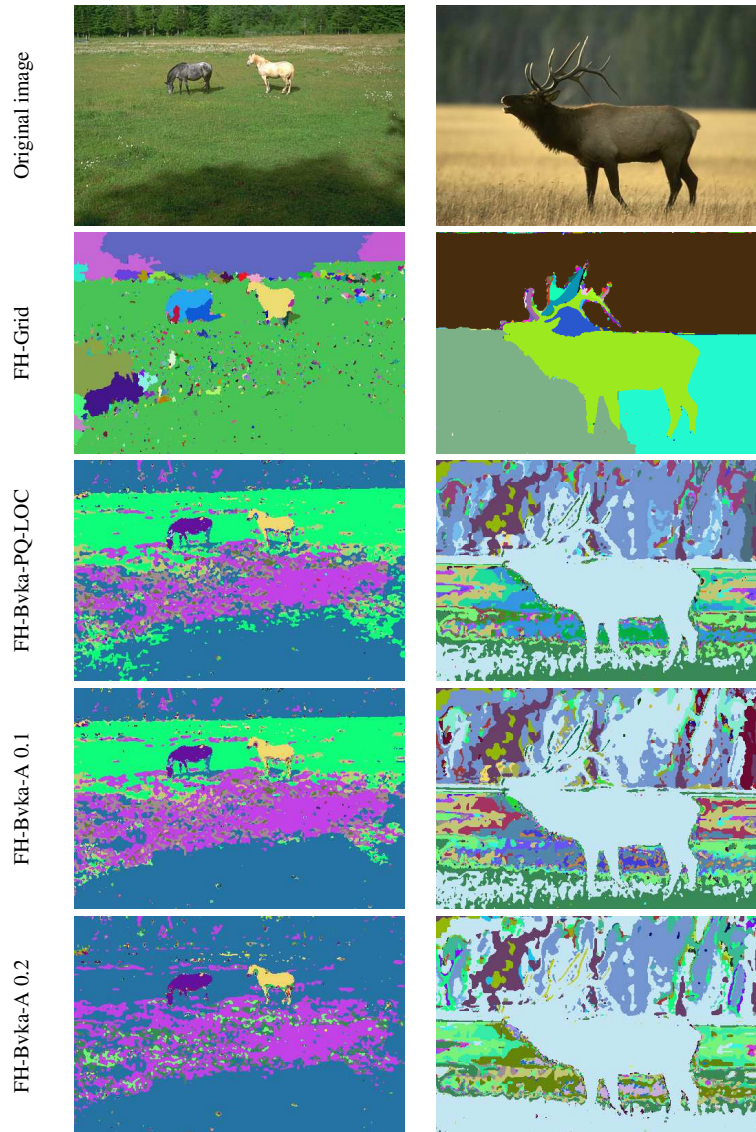 Original image
FH-Grid
FH-Bvka-PQ-LOC
FH-Bvka-A 0.1
FH-Bvka-A 0.2